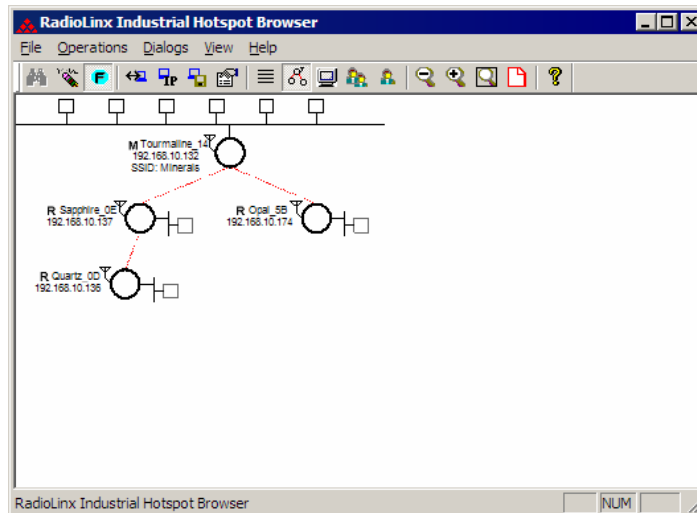 RadioLinx Industrial Hotspot Browser
File Operations Dialogs View Help
F IP ?
M Tourmaline_14
192.168.10.132
SSID: Minerals
R Sapphire_0E
192.168.10.137
R Opal_5B
192.168.10.174
R Quartz_0D
192.168.10.136
RadioLinx Industrial Hotspot Browser
NUM